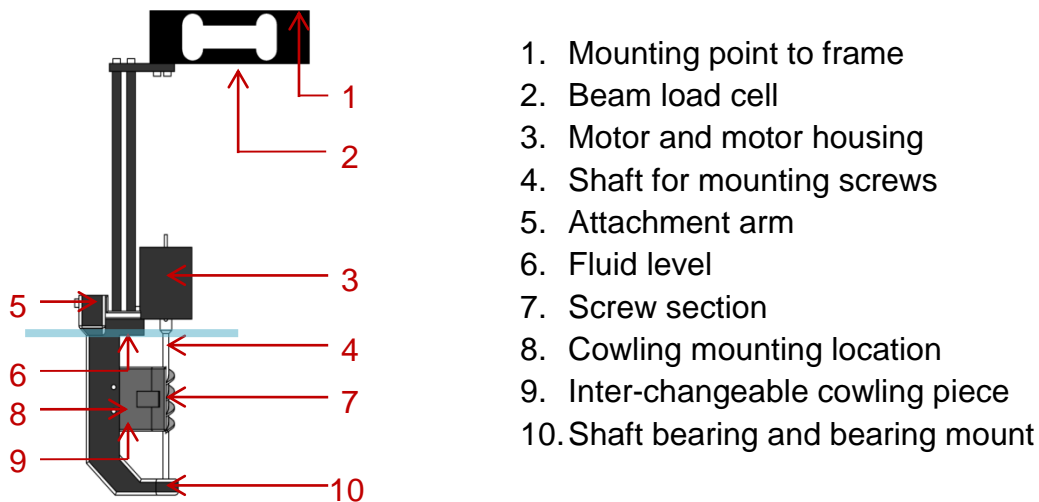 1
2
3
4
5
6
7
8
9
10
1. Mounting point to frame
2. Beam load cell
3. Motor and motor housing
4. Shaft for mounting screws
5. Attachment arm
6. Fluid level
7. Screw section
8. Cowling mounting location
9. Inter-changeable cowling piece
10. Shaft bearing and bearing mount